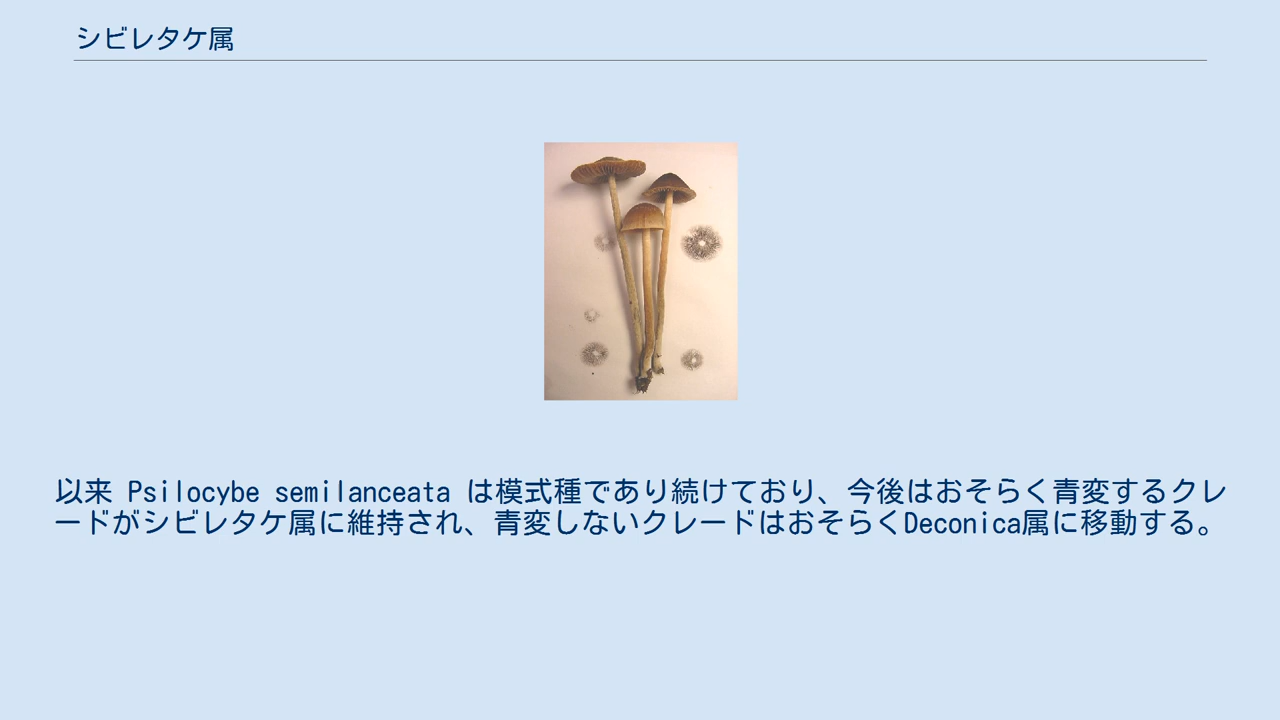 シビレタケ属
以来 Psilocybe semilanceata は模式種であり続けており、今後はおそらく青変するクレ
ードがシビレタケ属に維持され、青変しないクレードはおそらくDeconica属に移動する。